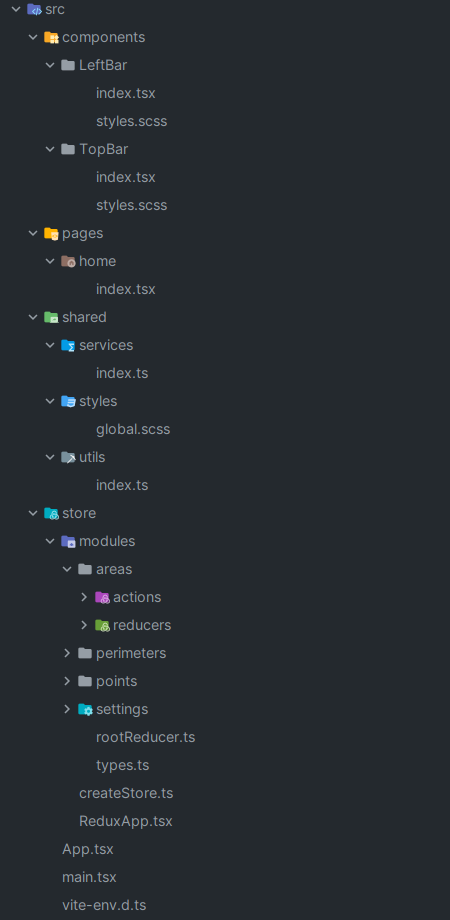 src
components
LeftBar
index.tsx
styles.scss
TopBar
index.tsx
styles.scss
pages
home
index.tsx
shared
services
index.ts
styles
global.scss
utils
index.ts
store
modules
areas
actions
reducers
perimeters
points
settings
rootReducer.ts
types.ts
createStore.ts
ReduxApp.tsx
App.tsx
main.tsx
vite-env.d.ts